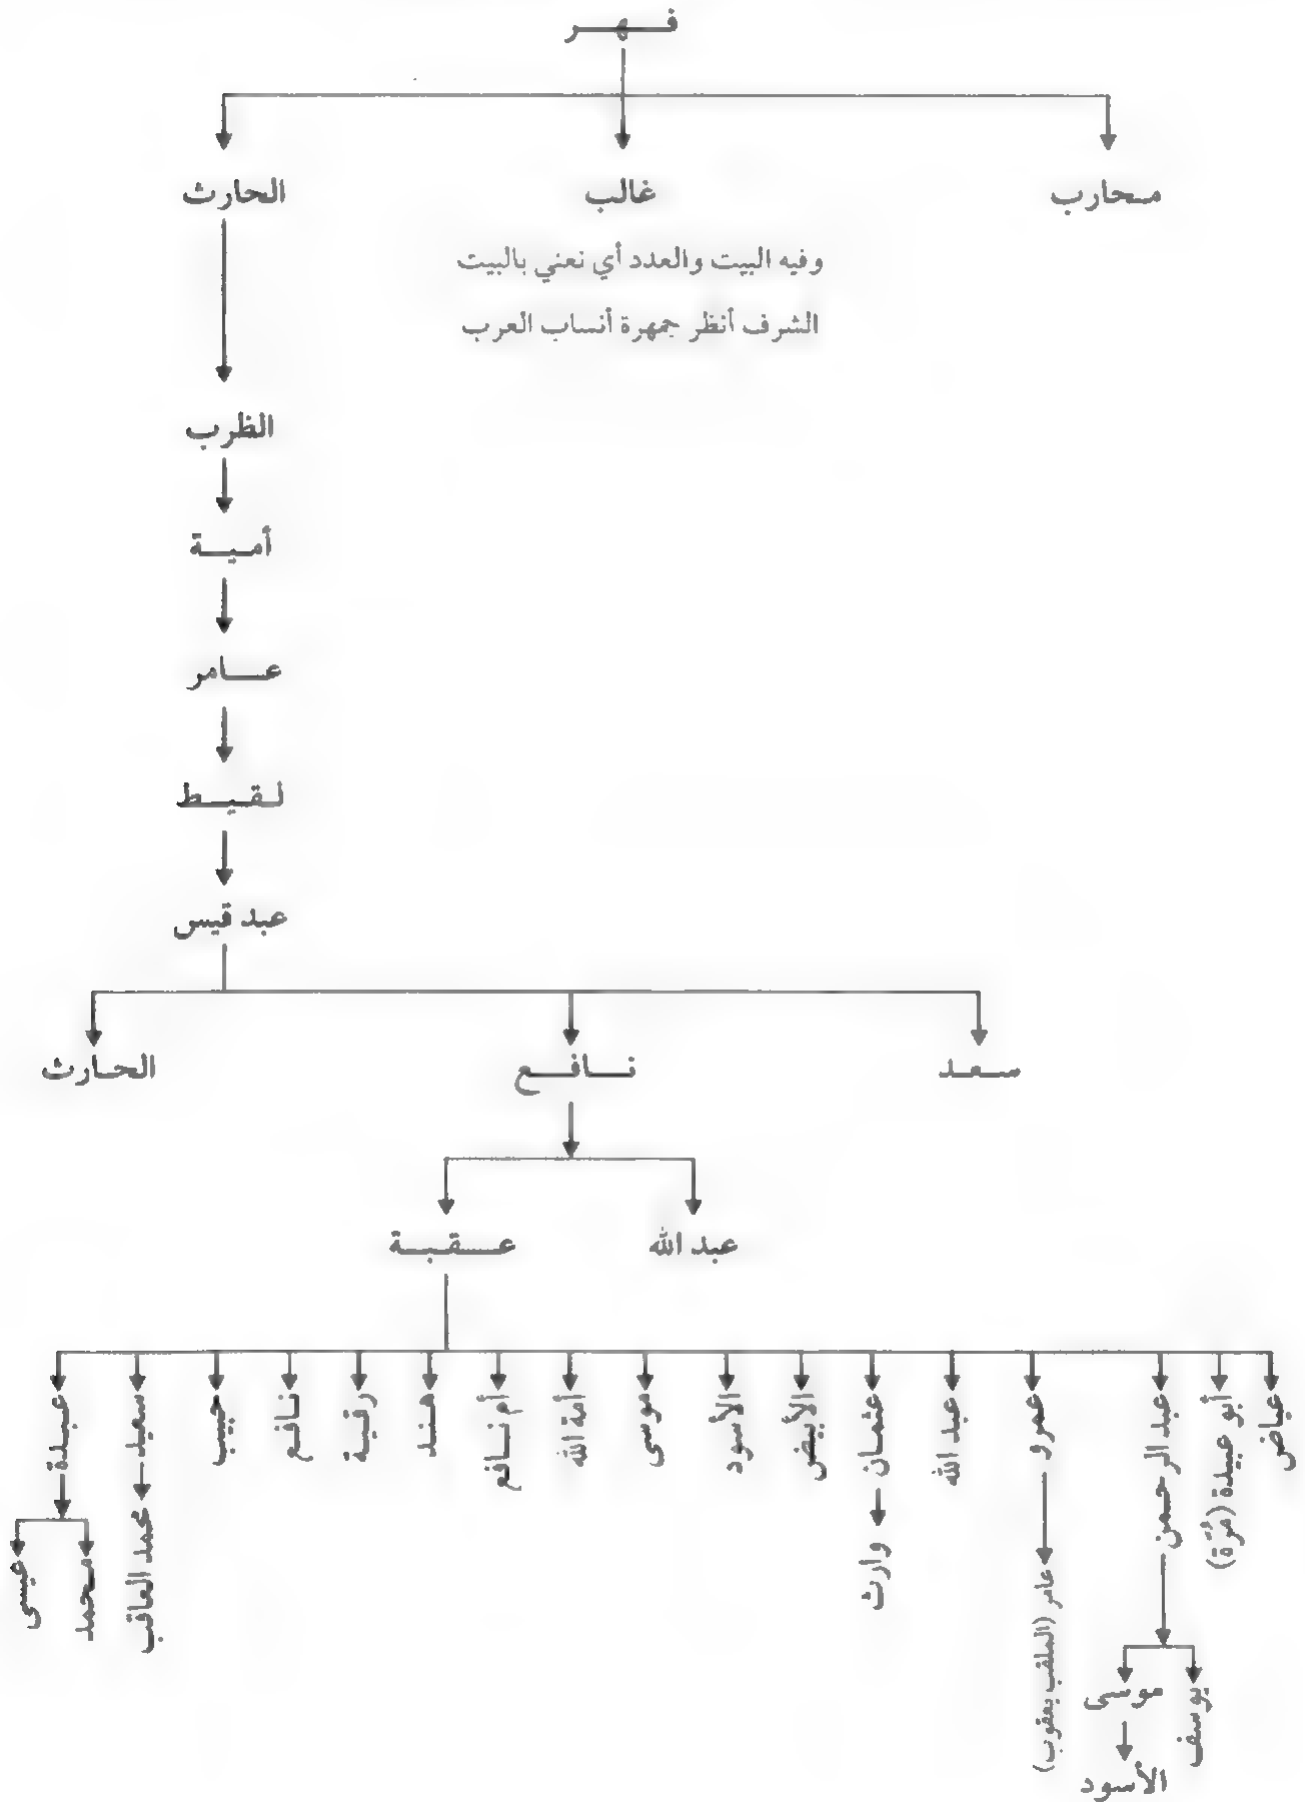 فهر
محارب
غالب
الحارث
وفيه البيت والعدد أي نعني بالبيت
الشرف أنظر جمهرة أنساب العرب
الظرب
أمية
عامر
لقيط
عبد قيس
سعد
نافع
الحارث
عبد الله
عقبة
عياض
أبو عبيدة (مُرّة)
عبد الرحمن
عمرو
عبد الله
عثمان
الأبيض
الأسود
موسى
أمة الله
أم نافع
هند
رقية
نافع
حبيب
سعيد
عبدة
يوسف
موسى
الأسود
عامر (الملقب يعقوب)
وارث
محمد العاقب
محمد
عيسى